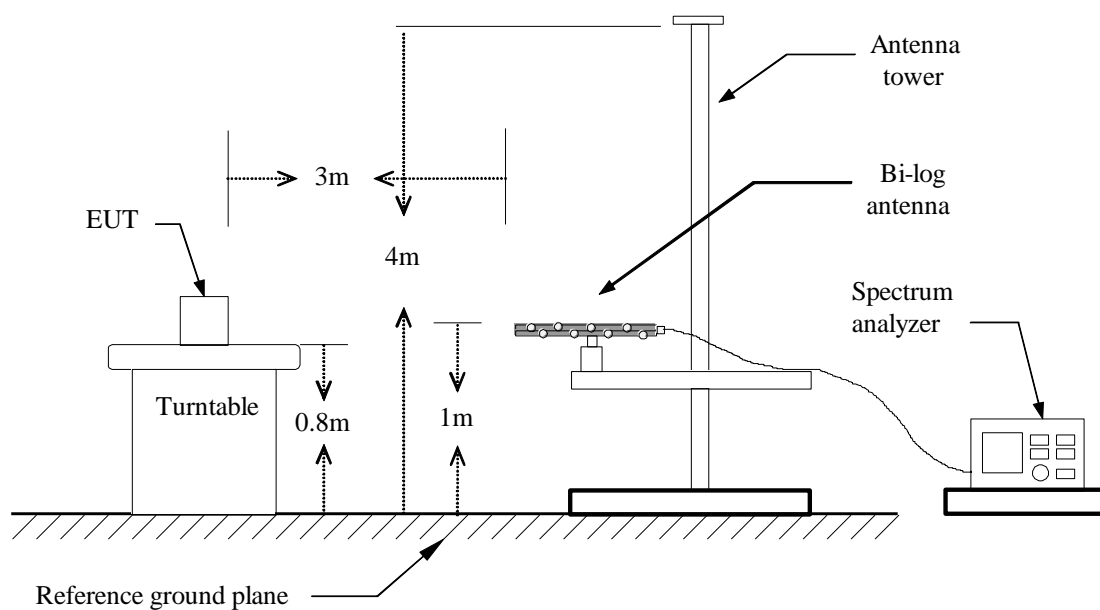 Antenna
tower
3m
Bi-log
antenna
EUT
4m
Spectrum
analyzer
Turntable
0.8m
1m
Reference ground plane